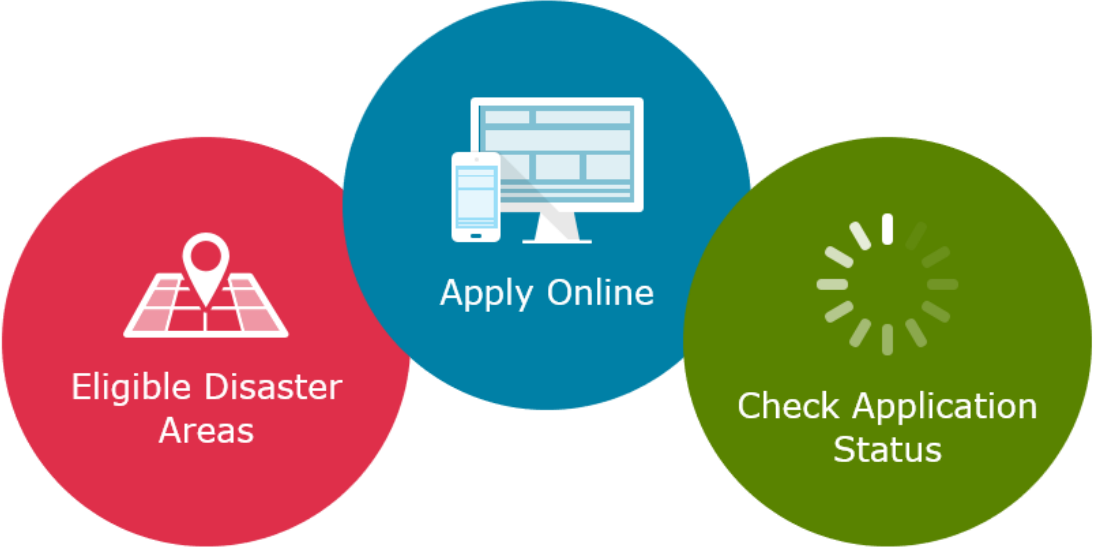 Apply Online
Eligible Disaster
Areas
Check Application
Status